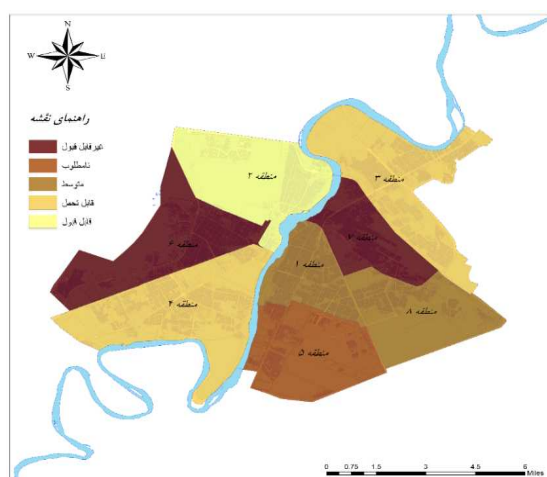 N
W E
S
راهنمای نقشه
غیرقابل قبول
نامطلوب
متوسط
قابل تحمل
قابل قبول
منطقه ۲
منطقه ۳
منطقه ۶
منطقه ۷
منطقه ۱
منطقه ۴
منطقه ۸
منطقه ۵
0 0.75 1.5 3 4.5 6
Miles